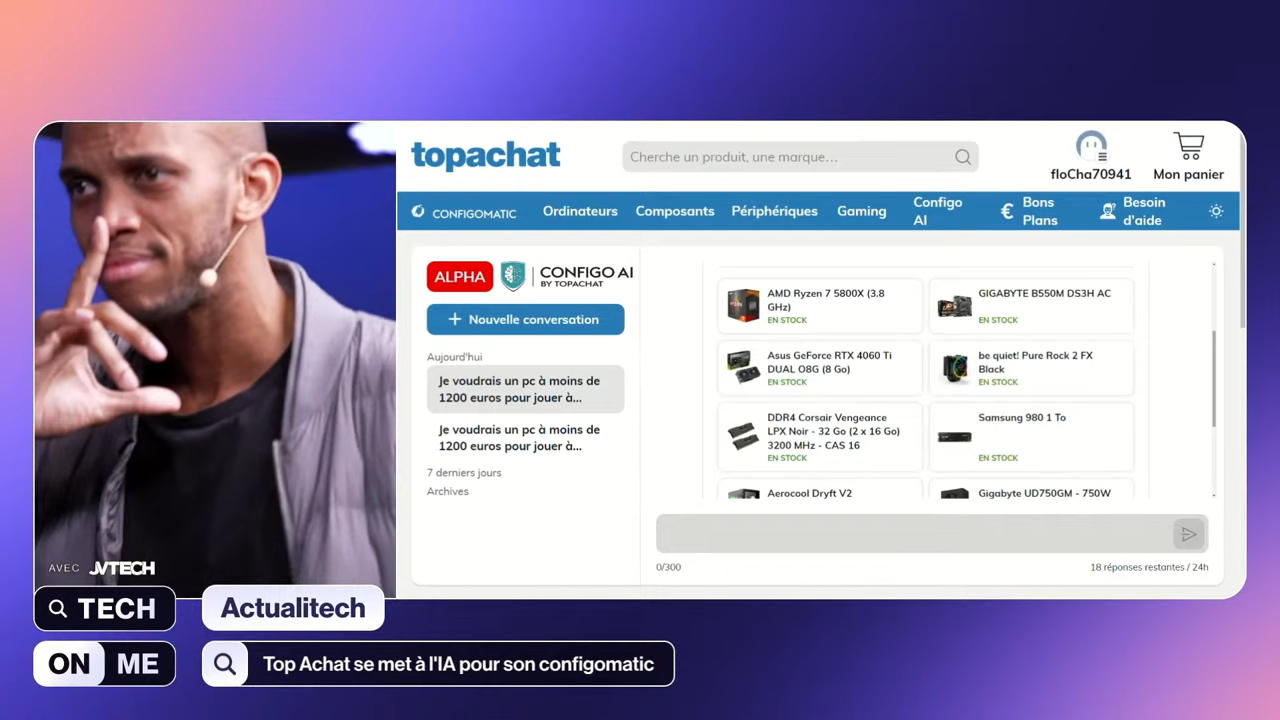 topachat
Cherche un produit, une marque…
floCha70941
Mon panier
CONFIGOMATIC
Ordinateurs
Composants
Périphériques
Gaming
Configo
AI
€
Bons
Plans
Besoin
d'aide
ALPHA
CONFIGO AI
BY TOPACHAT
+ Nouvelle conversation
Aujourd'hui
Je voudrais un pc à moins de
1200 euros pour jouer à...
Je voudrais un pc à moins de
1200 euros pour jouer à...
7 derniers jours
Archives
AMD Ryzen 7 5800X (3.8
GHz)
EN STOCK
GIGABYTE B550M DS3H AC
EN STOCK
Asus GeForce RTX 4060 Ti
DUAL O8G (8 Go)
EN STOCK
be quiet! Pure Rock 2 FX
Black
EN STOCK
DDR4 Corsair Vengeance
LPX Noir - 32 Go (2 x 16 Go)
3200 MHz - CAS 16
EN STOCK
Samsung 980 1 To
EN STOCK
Aerocool Dryft V2
Gigabyte UD750GM - 750W
0/300
18 réponses restantes / 24h
AVEC JVTECH
TECH
ON ME
Actualitech
Top Achat se met à l'IA pour son configomatic